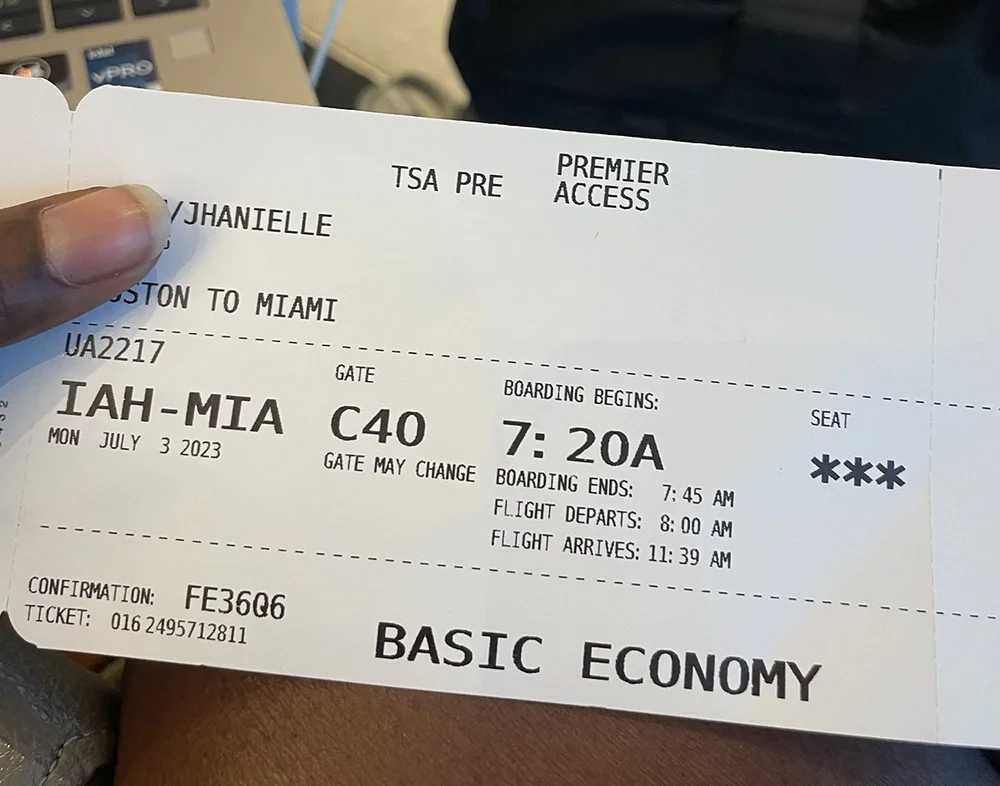 intel
VPRO
TSA PRE
PREMIER
ACCESS
/JHANIELLE
STON TO MIAMI
UA2217
IAH-MIA
MON JULY 3 2023
GATE
C40
GATE MAY CHANGE
BOARDING BEGINS:
7:20A
BOARDING ENDS: 7:45 AM
FLIGHT DEPARTS: 8:00 AM
FLIGHT ARRIVES: 11:39 AM
SEAT
***
CONFIRMATION: FE36Q6
TICKET: 016 2495712811
BASIC ECONOMY